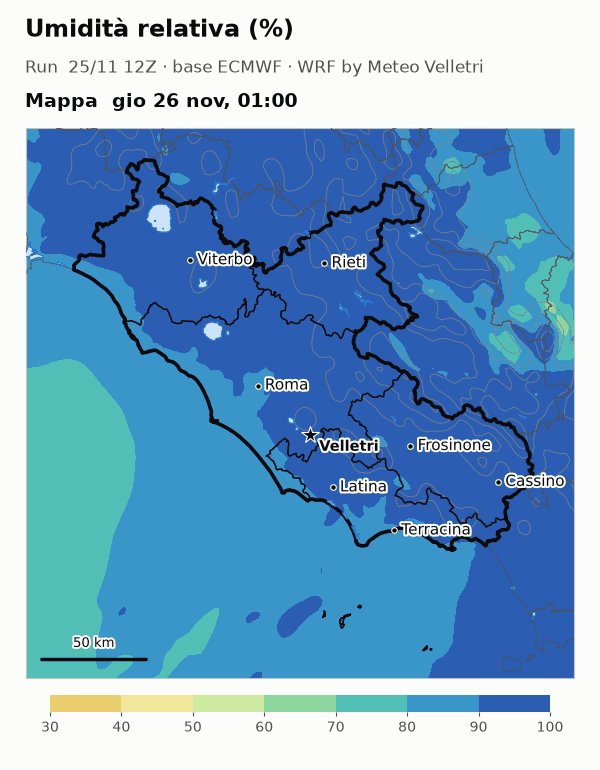 Umidità relativa (%)
Run 25/11 12Z · base ECMWF · WRF by Meteo Velletri
Mappa gio 26 nov, 01:00
Viterbo
Rieti
Roma
Velletri
Frosinone
Cassino
Latina
Terracina
50 km
30 40 50 60 70 80 90 100